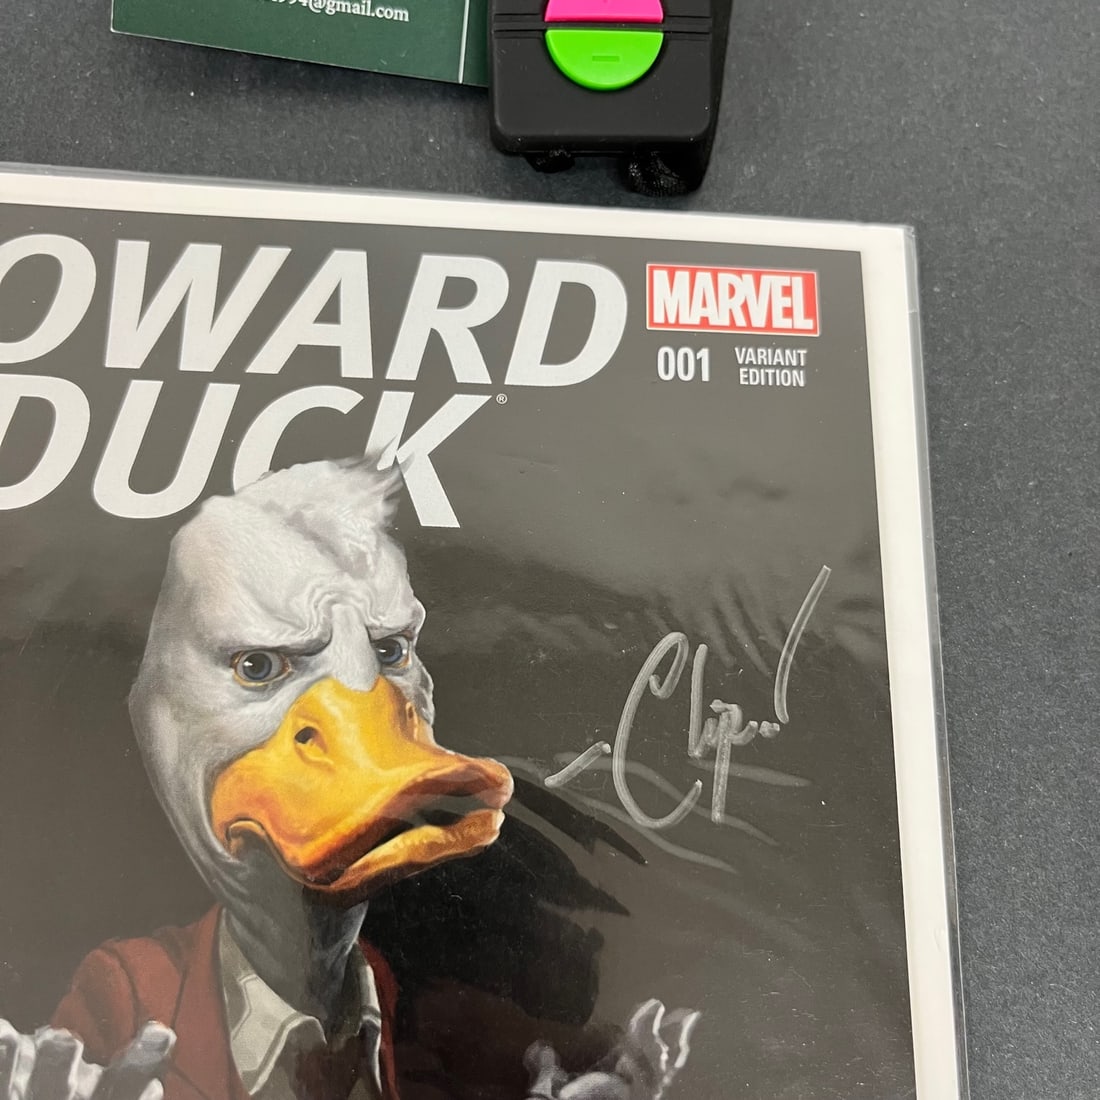 94@gmail.com
OWARD
DUCK®
MARVEL
001
VARIANT
EDITION